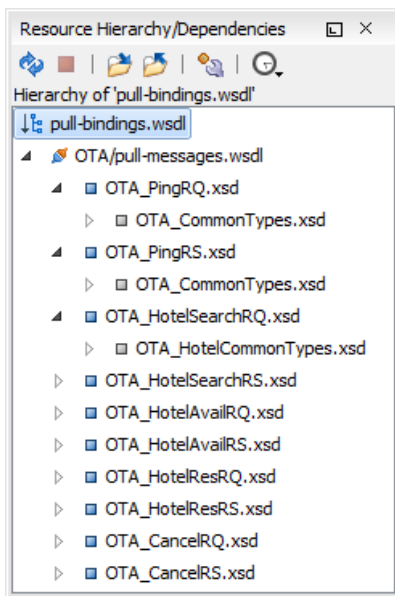 Resource Hierarchy/Dependencies
Hierarchy of 'pull-bindings.wsdl'
pull-bindings.wsdl
OTA/pull-messages.wsdl
OTA_PingRQ.xsd
OTA_CommonTypes.xsd
OTA_PingRS.xsd
OTA_CommonTypes.xsd
OTA_HotelSearchRQ.xsd
OTA_HotelCommonTypes.xsd
OTA_HotelSearchRS.xsd
OTA_HotelAvailRQ.xsd
OTA_HotelAvailRS.xsd
OTA_HotelResRQ.xsd
OTA_HotelResRS.xsd
OTA_CancelRQ.xsd
OTA_CancelRS.xsd